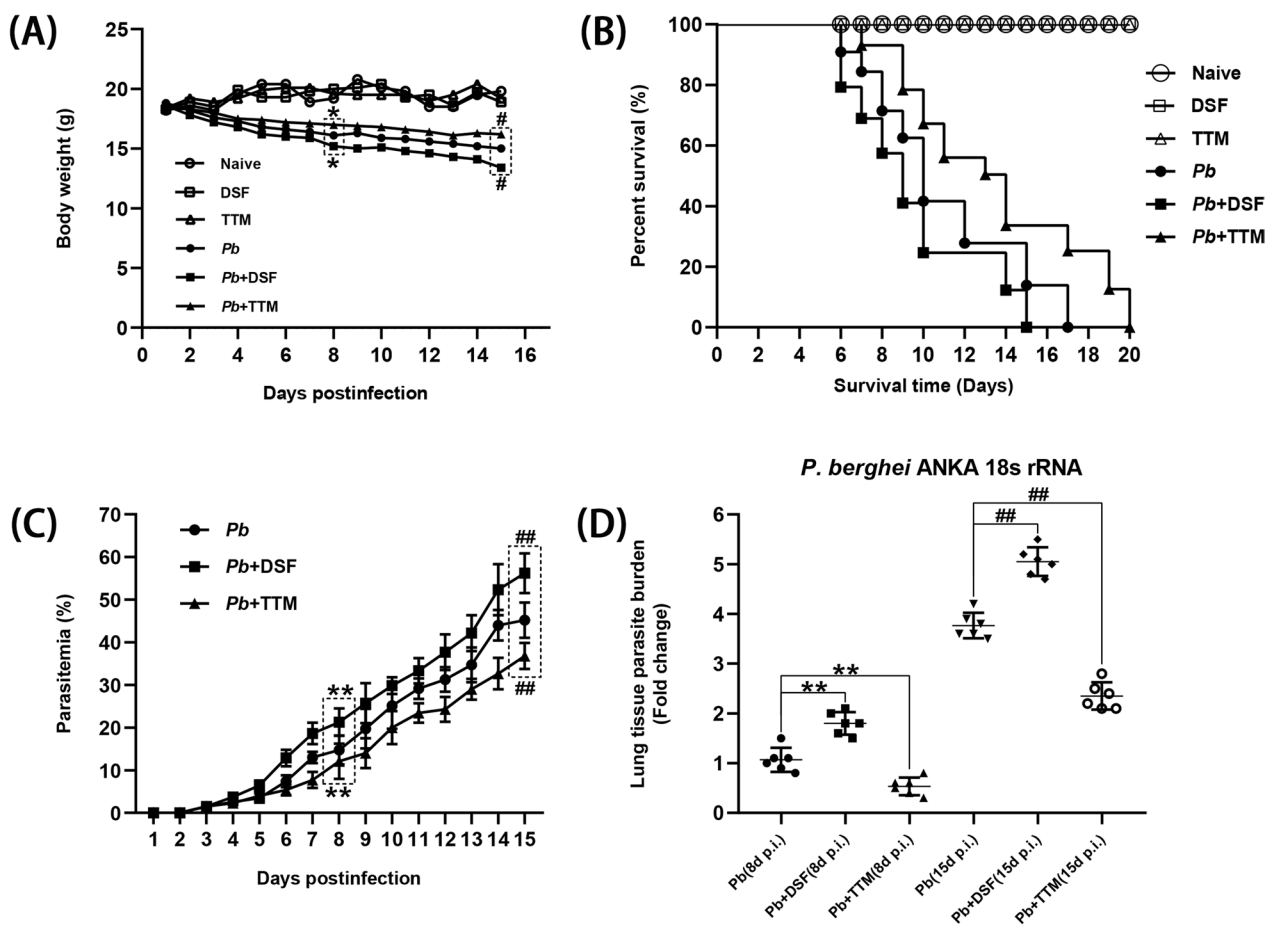 (A)
25
20
15
10
5
0
Body weight (g)
*
*
#
#
Naive
DSF
TTM
Pb
Pb+DSF
Pb+TTM
0 2 4 6 8 10 12 14 16
Days postinfection
(B)
100
80
60
40
20
0
Percent survival (%)
0 2 4 6 8 10 12 14 16 18 20
Survival time (Days)
Naive
DSF
TTM
Pb
Pb+DSF
Pb+TTM
(C)
70
60
50
40
30
20
10
0
Parasitemia (%)
Pb
Pb+DSF
Pb+TTM
**
**
##
##
1 2 3 4 5 6 7 8 9 10 11 12 13 14 15
Days postinfection
(D)
P. berghei ANKA 18s rRNA
6
5
4
3
2
1
0
Lung tissue parasite burden
(Fold change)
**
**
##
##
Pb(8d p.i.)
Pb+DSF(8d p.i.)
Pb+TTM(8d p.i.)
Pb(15d p.i.)
Pb+DSF(15d p.i.)
Pb+TTM(15d p.i.)